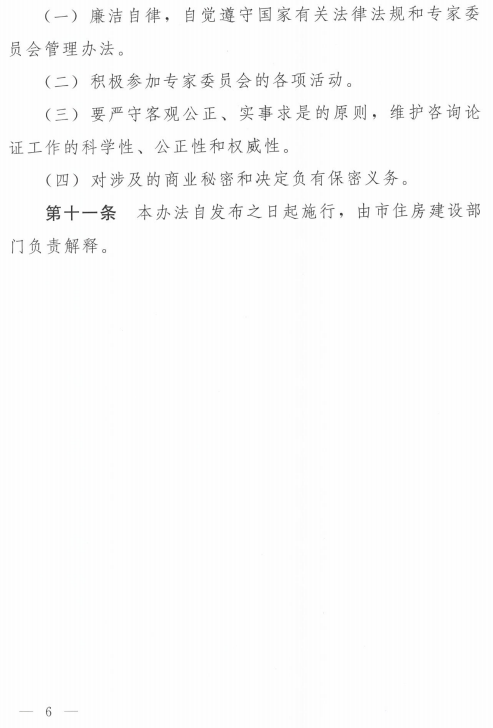 （一）廉洁自律，自觉遵守国家有关法律法规和专家委
员会管理办法。
（二）积极参加专家委员会的各项活动。
（三）要严守客观公正、实事求是的原则，维护咨询论
证工作的科学性、公正性和权威性。
（四）对涉及的商业秘密和决定负有保密义务。
第十一条　本办法自发布之日起施行，由市住房建设部
门负责解释。
— 6 —